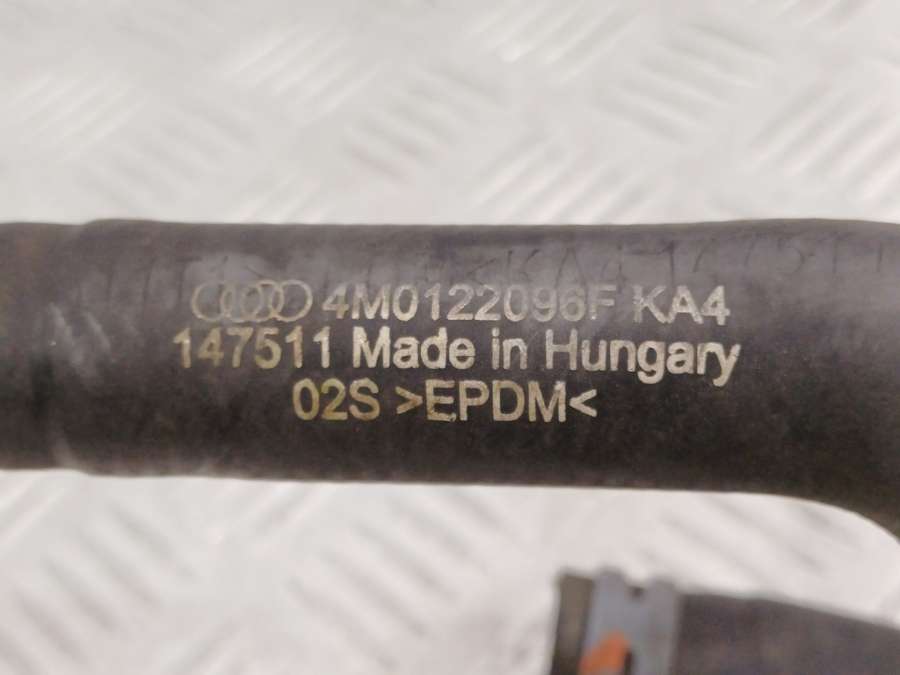 4M0122096F KA4
147511 Made in Hungary
02S >EPDM<